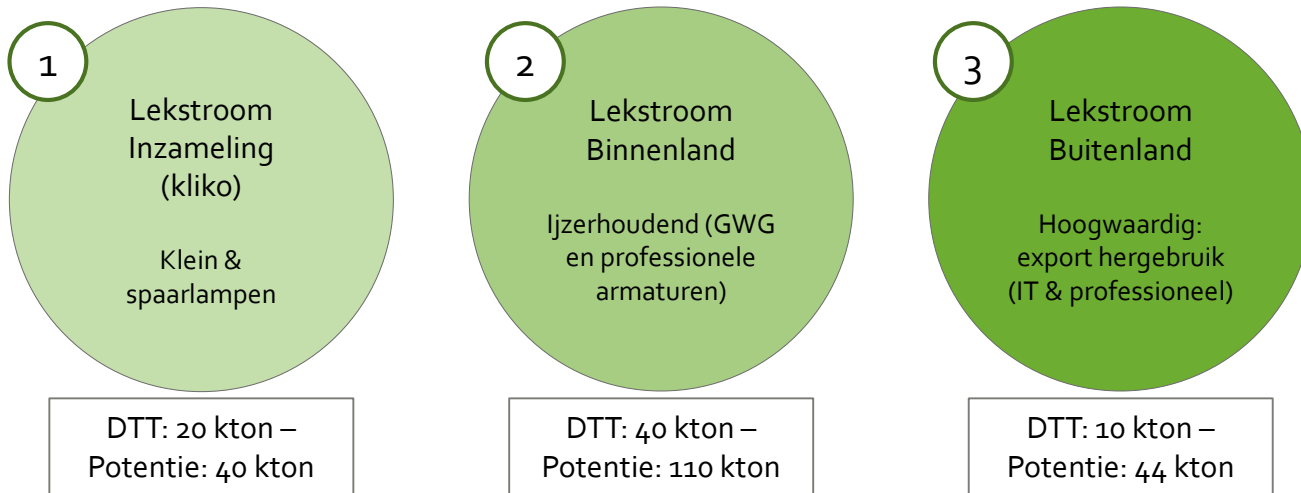 1
Lekstroom
Inzameling
(kliko)
Klein &
spaarlampen
DTT: 20 kton –
Potentie: 40 kton
2
Lekstroom
Binnenland
Ijzerhoudend (GWG
en professionele
armaturen)
DTT: 40 kton –
Potentie: 110 kton
3
Lekstroom
Buitenland
Hoogwaardig:
export hergebruik
(IT & professioneel)
DTT: 10 kton –
Potentie: 44 kton